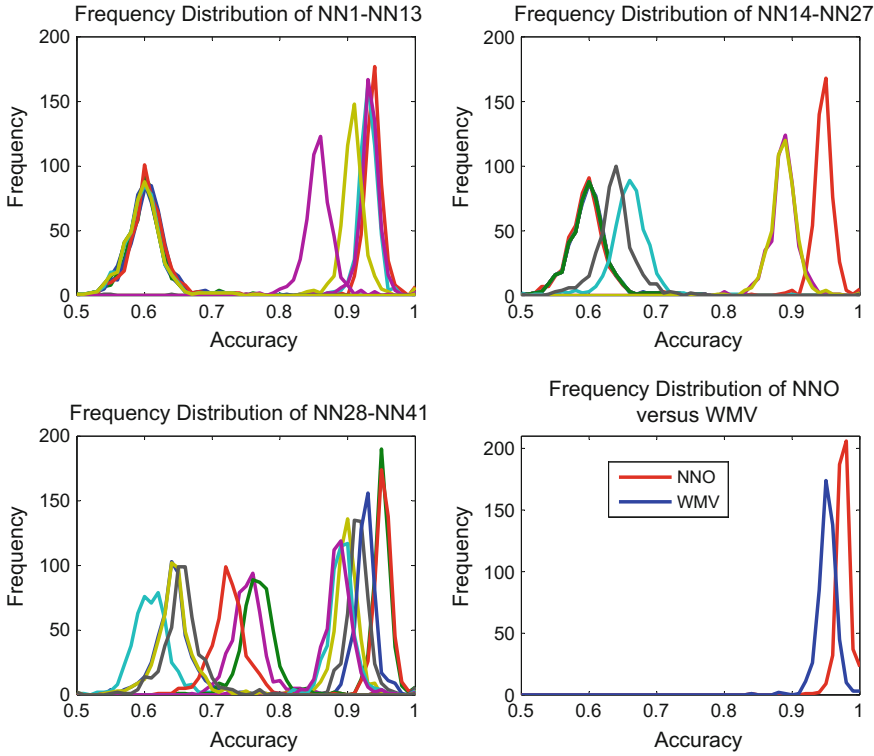 Frequency Distribution of NN1-NN13
200
150
100
50
0
Frequency
0.5 0.6 0.7 0.8 0.9 1
Accuracy
Frequency Distribution of NN14-NN27
200
150
100
50
0
Frequency
0.5 0.6 0.7 0.8 0.9 1
Accuracy
Frequency Distribution of NN28-NN41
200
150
100
50
0
Frequency
0.5 0.6 0.7 0.8 0.9 1
Accuracy
Frequency Distribution of NNO
versus WMV
200
150
100
50
0
Frequency
NNO
WMV
0.5 0.6 0.7 0.8 0.9 1
Accuracy